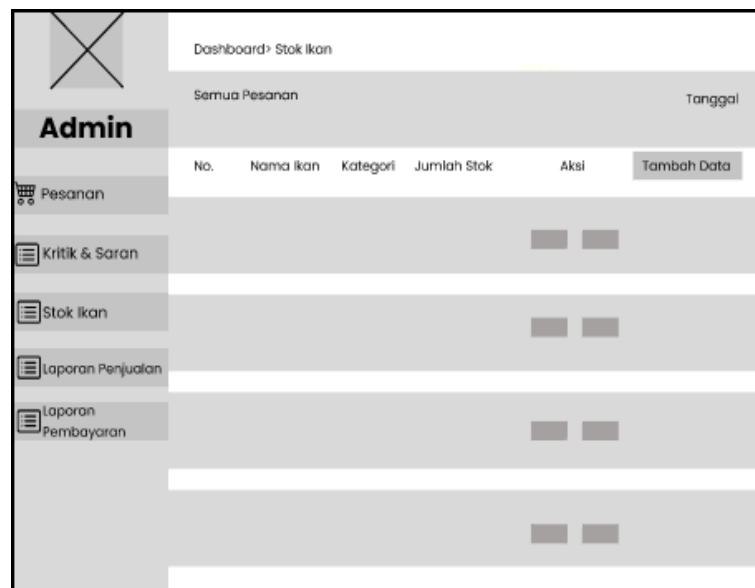 Admin
Pesanan
Kritik & Saran
Stok Ikan
Laporan Penjualan
Laporan
Pembayaran
Dashboard> Stok Ikan
Semua Pesanan
Tanggal
No. Nama Ikan Kategori Jumlah Stok Aksi Tambah Data